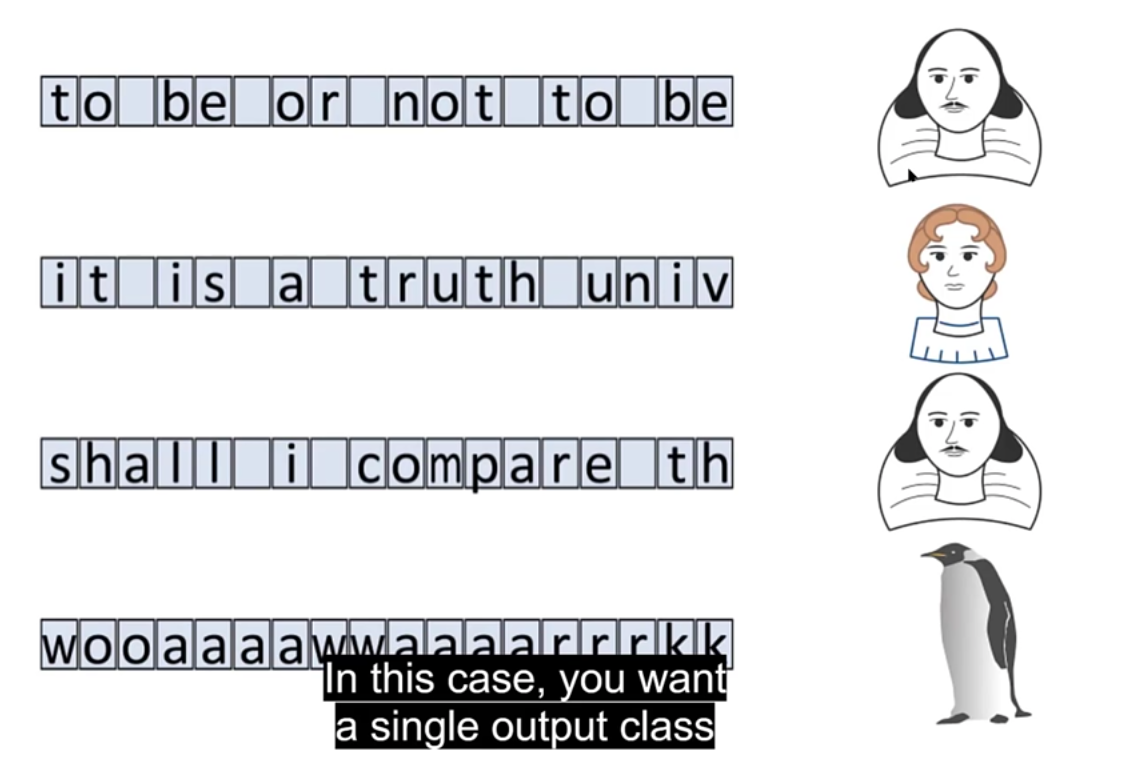 to be or not to be
it is a truth univ
shall i compare th
wooaaaawwaaaarrrkk
In this case, you want
a single output class